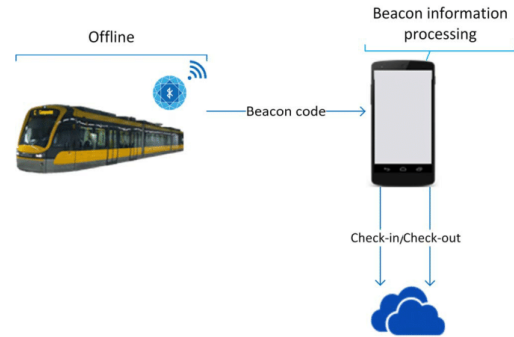 Offline
Beacon information
processing
Beacon code
Check-in/Check-out